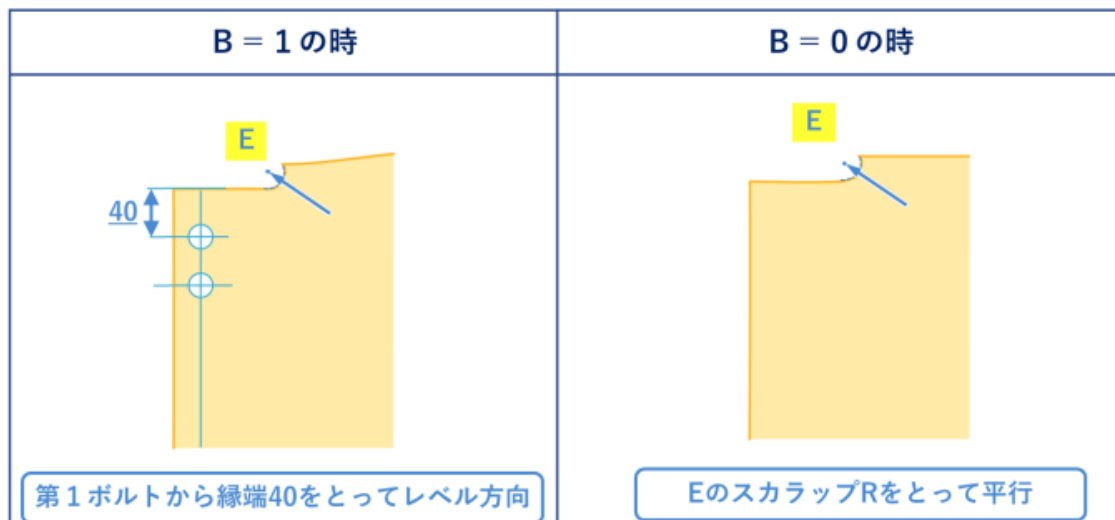 B = 1の時
B = 0の時
E
40
第1ボルトから縁端40をとってレベル方向
E
EのスカラップRをとって平行